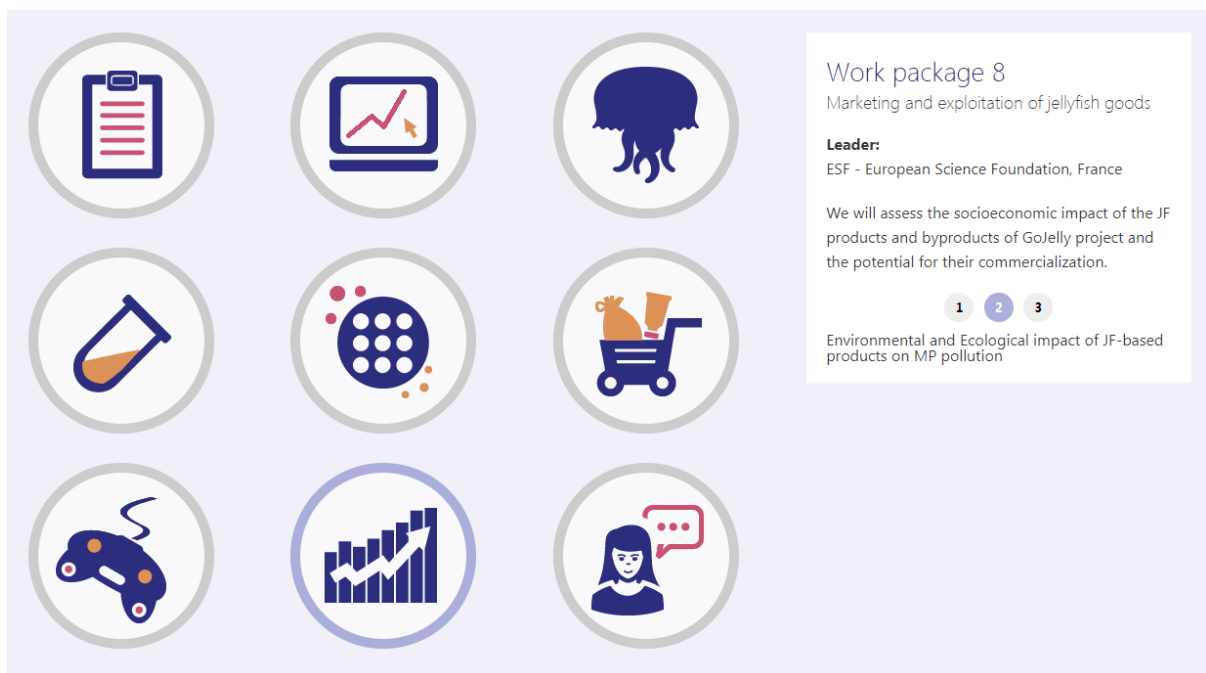 Work package 8
Marketing and exploitation of jellyfish goods
Leader:
ESF - European Science Foundation, France
We will assess the socioeconomic impact of the JF
products and byproducts of GoJelly project and
the potential for their commercialization.
1 2 3
Environmental and Ecological impact of JF-based
products on MP pollution